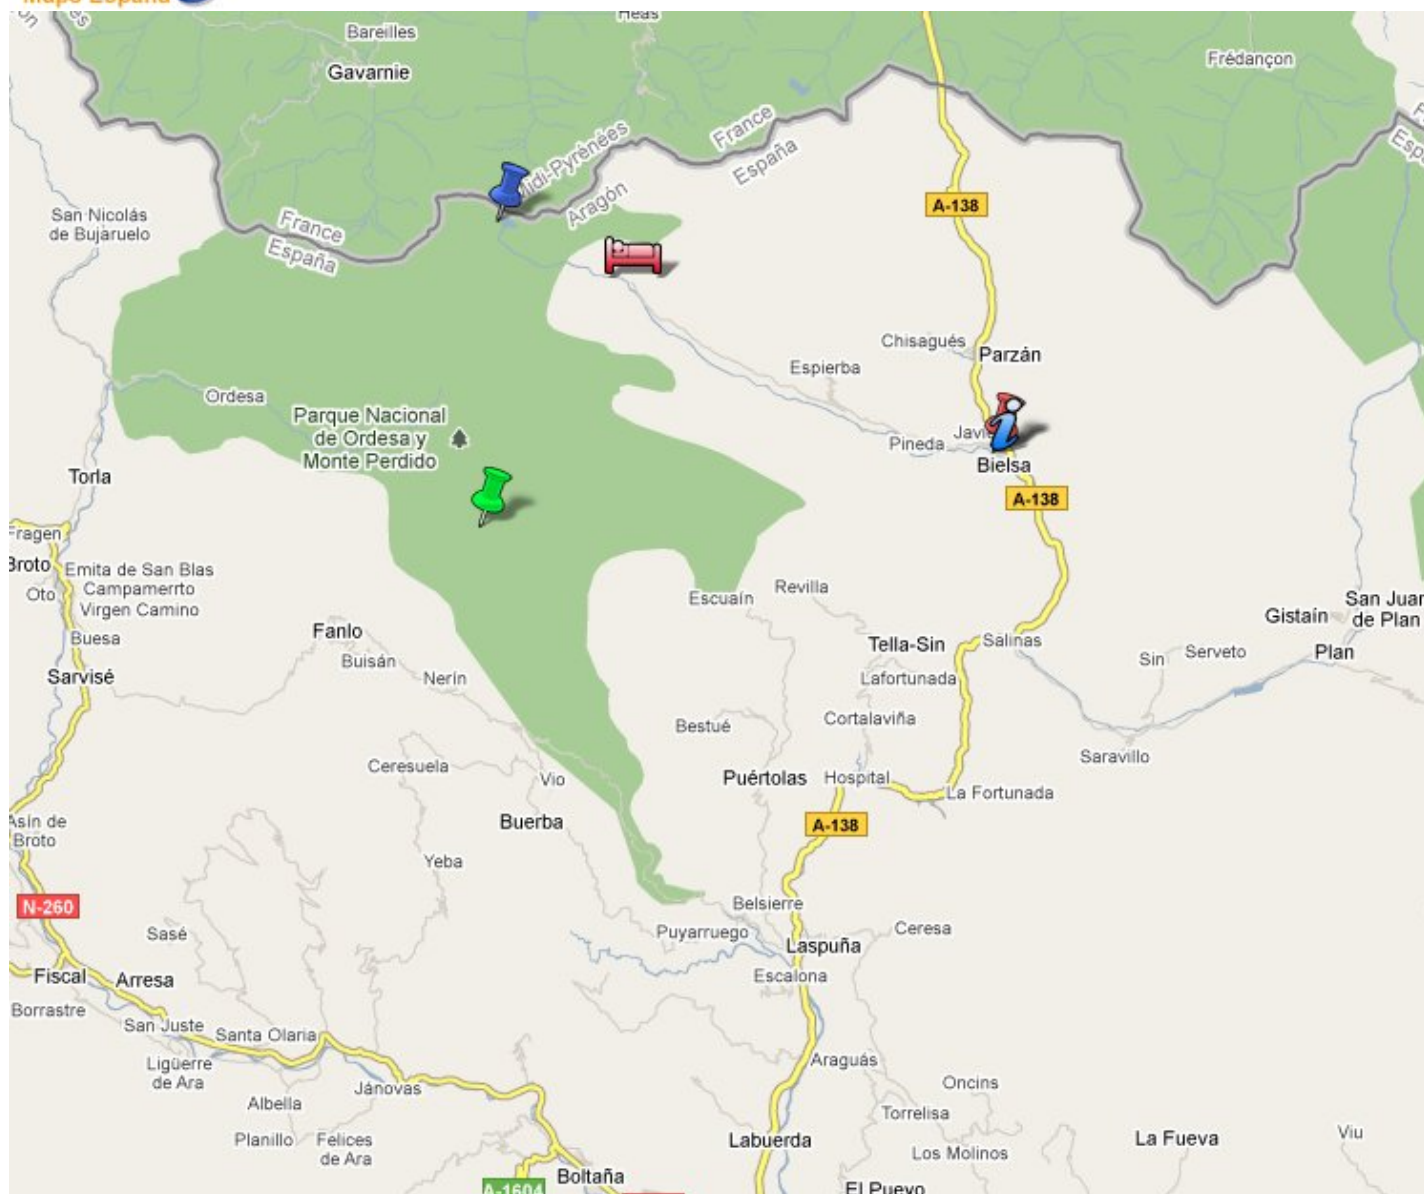 Mapa España
Heas
Bareilles
Gavarnie
Frédançon
Midi-Pyrénées
France
España
Aragón
A-138
San Nicolás
de Bujaruelo
France
España
Chisagués
Parzán
Espierba
Ordesa
Parque Nacional
de Ordesa y
Monte Perdido
Pineda
Bielsa
Torla
A-138
Fragen
Broto
Emita de San Blas
Campamerrto
Virgen Camino
Oto
Revilla
Escuaín
San Juan
de Plan
Gistaín
Fanlo
Buesa
Tella-Sin
Salinas
Buisán
Sin
Serveto
Plan
Nerín
Lafortunada
Sarvisé
Bestué
Cortalaviña
Saravillo
Ceresuela
Vio
Puértolas
Hospital
La Fortunada
Buerba
A-138
Asín de
Broto
Yeba
N-260
Belsierre
Sasé
Puyarruego
Ceresa
Laspuña
Fiscal
Arresa
Escalona
Borrastre
San Juste
Santa Olaria
Ligüerre
de Ara
Araguás
Jánovas
Oncins
Albella
Torrelisa
Planillo
Felices
de Ara
Labuerda
Los Molinos
La Fueva
Viu
Boltaña
A-1604
El Pueyo